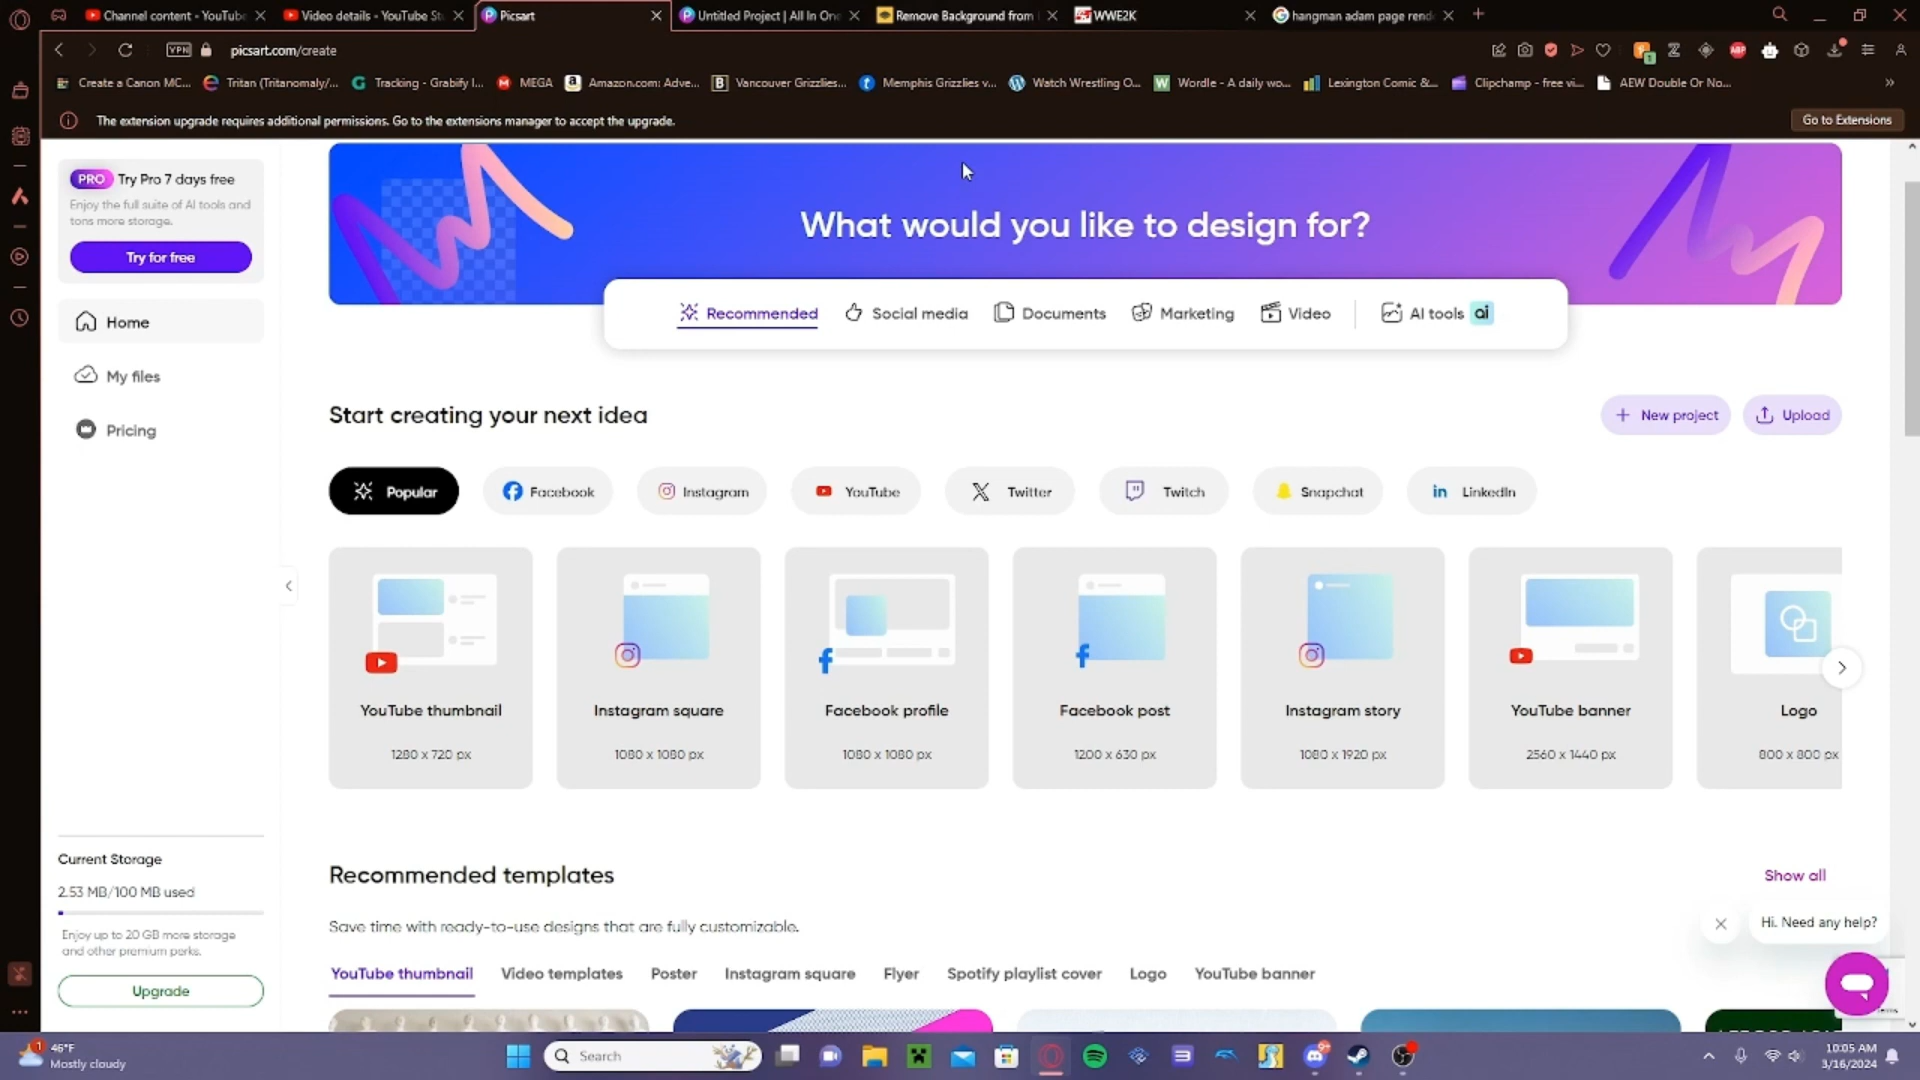 Channel content - YouTube
Video details - YouTube Stu
Picsart
Untitled Project | All In One
Remove Background from
WWE2K
hangman adam page rend
VPN
picsart.com/create
1
ABP
Create a Canon MC...
Tritan (Tritanomaly/...
Tracking - Grabify I...
MEGA
Amazon.com: Adve...
Vancouver Grizzlies...
Memphis Grizzlies v...
Watch Wrestling O...
Wordle - A daily wo...
Lexington Comic &...
Clipchamp - free vi...
AEW Double Or No...
The extension upgrade requires additional permissions. Go to the extensions manager to accept the upgrade.
Go to Extensions
PRO Try Pro 7 days free
Enjoy the full suite of AI tools and
tons more storage.
Try for free
Home
My files
Pricing
Current Storage
2.53 MB/100 MB used
Enjoy up to 20 GB more storage
and other premium perks.
Upgrade
What would you like to design for?
Recommended
Social media
Documents
Marketing
Video
AI tools ai
Start creating your next idea
New project
Upload
Popular
Facebook
Instagram
YouTube
Twitter
Twitch
Snapchat
LinkedIn
YouTube thumbnail
1280 x 720 px
Instagram square
1080 x 1080 px
Facebook profile
1080 x 1080 px
Facebook post
1200 x 630 px
Instagram story
1080 x 1920 px
YouTube banner
2560 x 1440 px
Logo
800 x 800 px
Recommended templates
Show all
Save time with ready-to-use designs that are fully customizable.
Hi. Need any help?
YouTube thumbnail
Video templates
Poster
Instagram square
Flyer
Spotify playlist cover
Logo
YouTube banner
1
46°F
Mostly cloudy
Search
9+
10:05 AM
3/16/2024